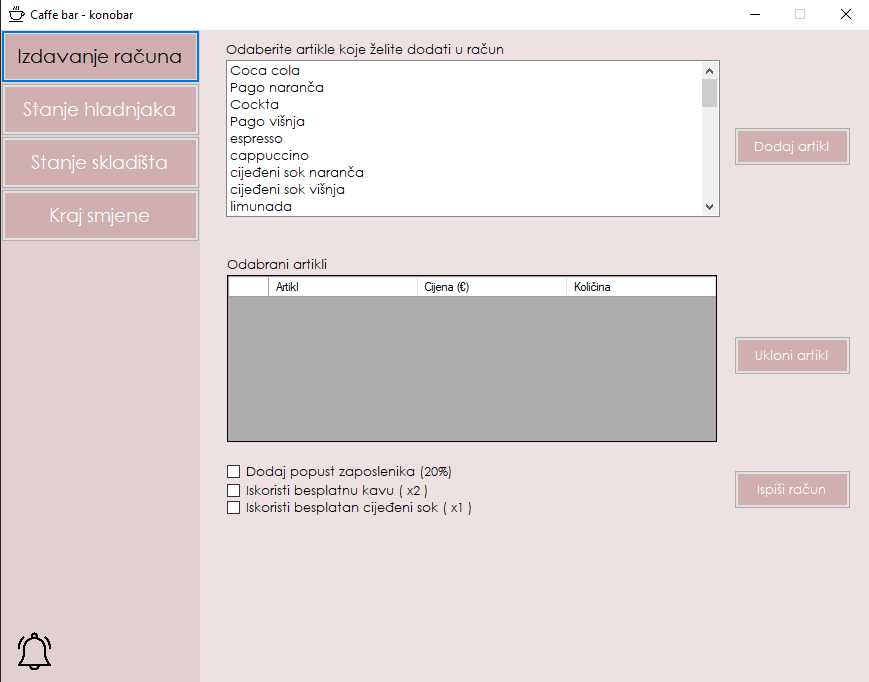 Caffe bar - konobar
Izdavanje računa
Stanje hladnjaka
Stanje skladišta
Kraj smjene
Odaberite artikle koje želite dodati u račun
Coca cola
Pago naranča
Cockta
Pago višnja
espresso
cappuccino
cijeđeni sok naranča
cijeđeni sok višnja
limunada
Dodaj artikl
Odabrani artikli
Artikl Cijena (€) Količina
Ukloni artikl
Dodaj popust zaposlenika (20%)
Iskoristi besplatnu kavu ( x2 )
Iskoristi besplatan cijeđeni sok ( x1 )
Ispiši račun